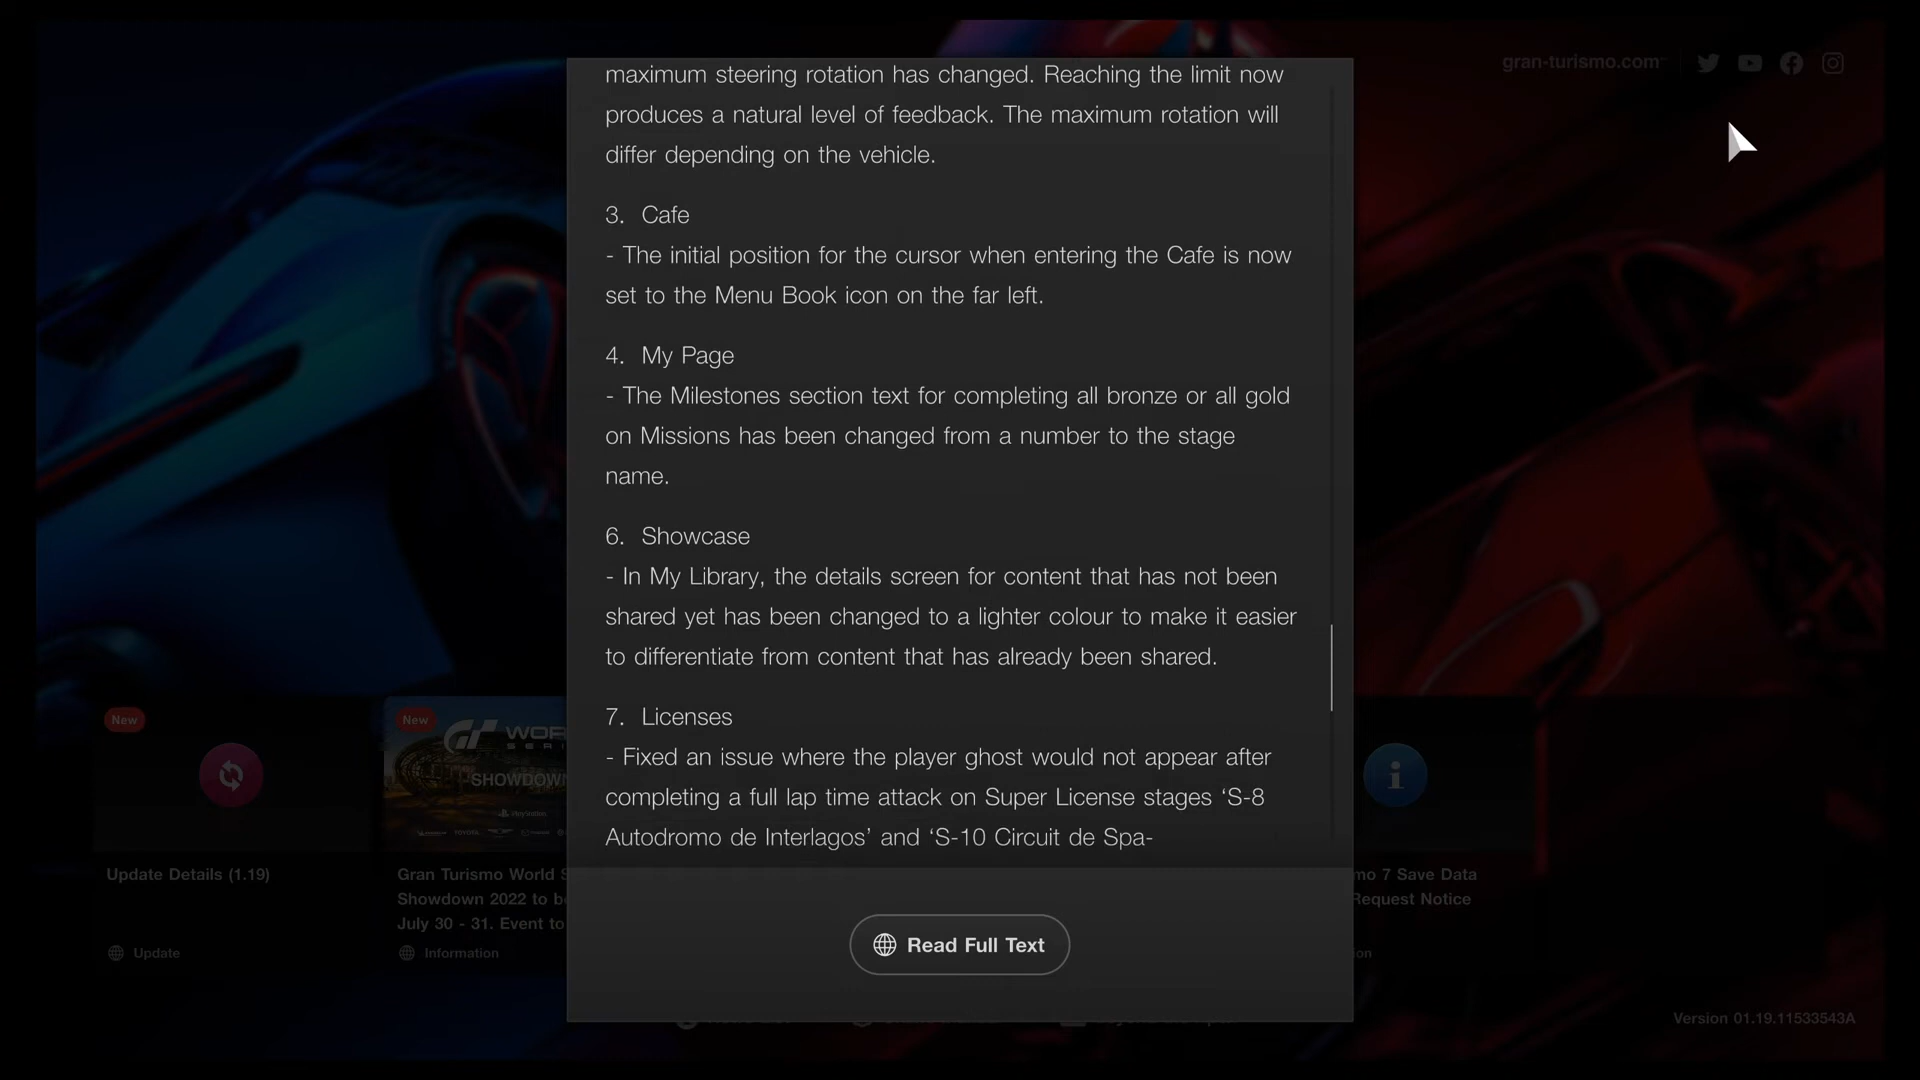 gran-turismo.com
maximum steering rotation has changed. Reaching the limit now
produces a natural level of feedback. The maximum rotation will
differ depending on the vehicle.
3. Cafe
- The initial position for the cursor when entering the Cafe is now
set to the Menu Book icon on the far left.
4. My Page
- The Milestones section text for completing all bronze or all gold
on Missions has been changed from a number to the stage
name.
6. Showcase
- In My Library, the details screen for content that has not been
shared yet has been changed to a lighter colour to make it easier
to differentiate from content that has already been shared.
7. Licenses
- Fixed an issue where the player ghost would not appear after
completing a full lap time attack on Super License stages ‘S-8
Autodromo de Interlagos’ and ‘S-10 Circuit de Spa-
Read Full Text
New
Update Details (1.19)
Update
New
GT WOR
SERI
SHOWDOWN
PlayStation
TOYOTA
Gran Turismo World S
Showdown 2022 to be
July 30 - 31. Event to
Information
mo 7 Save Data
Request Notice
ion
Version 01.19.11533543A